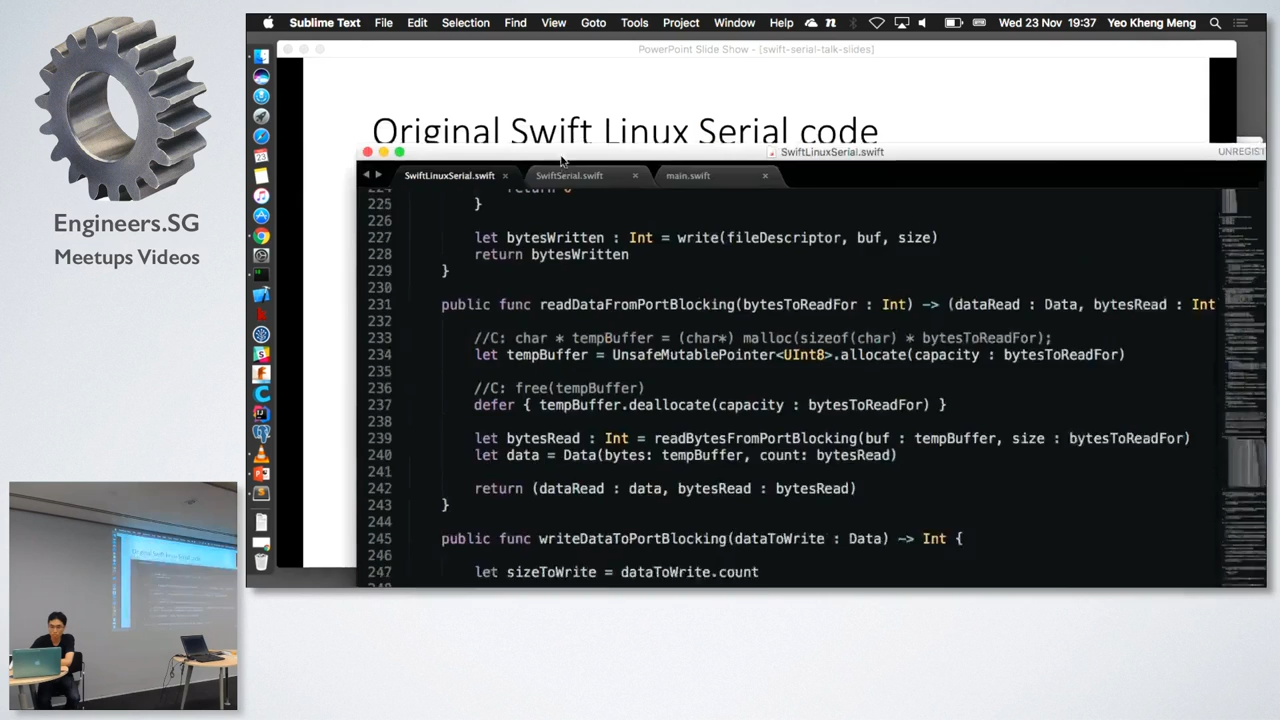 Sublime Text File Edit Selection Find View Goto Tools Project Window Help Wed 23 Nov 19:37 Yeo Kheng Meng
PowerPoint Slide Show - [swift-serial-talk-slides]
Original Swift Linux Serial code
SwiftLinuxSerial.swift
UNREGIST
SwiftLinuxSerial.swift × SwiftSerial.swift × main.swift ×
224 return 0
225 }
226
227 let bytesWritten : Int = write(fileDescriptor, buf, size)
228 return bytesWritten
229 }
230
231 public func readDataFromPortBlocking(bytesToReadFor : Int) -> (dataRead : Data, bytesRead : Int
232
233 //C: char * tempBuffer = (char*) malloc(sizeof(char) * bytesToReadFor);
234 let tempBuffer = UnsafeMutablePointer<UInt8>.allocate(capacity : bytesToReadFor)
235
236 //C: free(tempBuffer)
237 defer { tempBuffer.deallocate(capacity : bytesToReadFor) }
238
239 let bytesRead : Int = readBytesFromPortBlocking(buf : tempBuffer, size : bytesToReadFor)
240 let data = Data(bytes: tempBuffer, count: bytesRead)
241
242 return (dataRead : data, bytesRead : bytesRead)
243 }
244
245 public func writeDataToPortBlocking(dataToWrite : Data) -> Int {
246
247 let sizeToWrite = dataToWrite.count
Engineers.SG
Meetups Videos